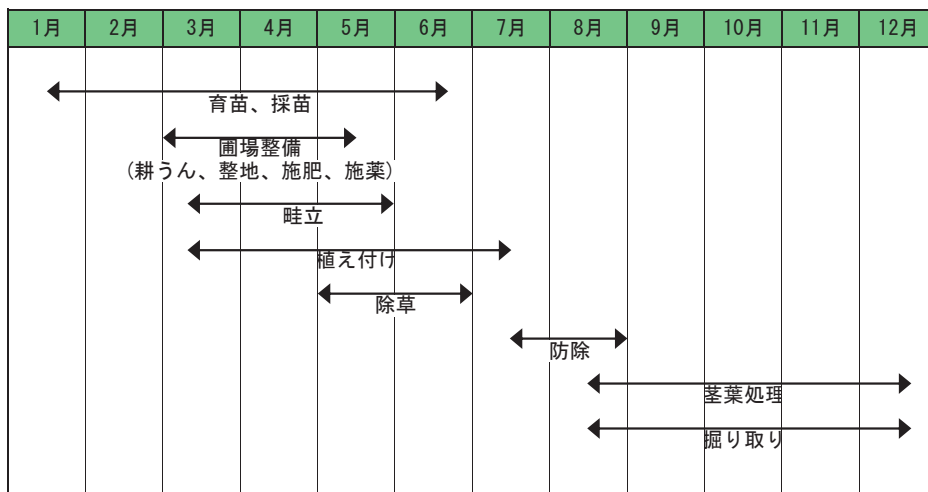 1月 2月 3月 4月 5月 6月 7月 8月 9月 10月 11月 12月
育苗、採苗
圃場整備
(耕うん、整地、施肥、施薬)
畦立
植え付け
除草
防除
茎葉処理
掘り取り